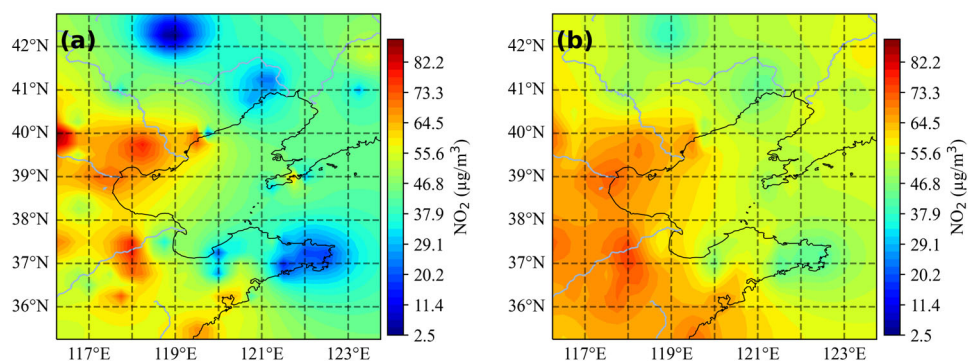 (a)
42°N
41°N
40°N
39°N
38°N
37°N
36°N
117°E 119°E 121°E 123°E
82.2
73.3
64.5
55.6
46.8
37.9
29.1
20.2
11.4
2.5
NO₂ (μg/m³)
(b)
42°N
41°N
40°N
39°N
38°N
37°N
36°N
117°E 119°E 121°E 123°E
82.2
73.3
64.5
55.6
46.8
37.9
29.1
20.2
11.4
2.5
NO₂ (μg/m³)